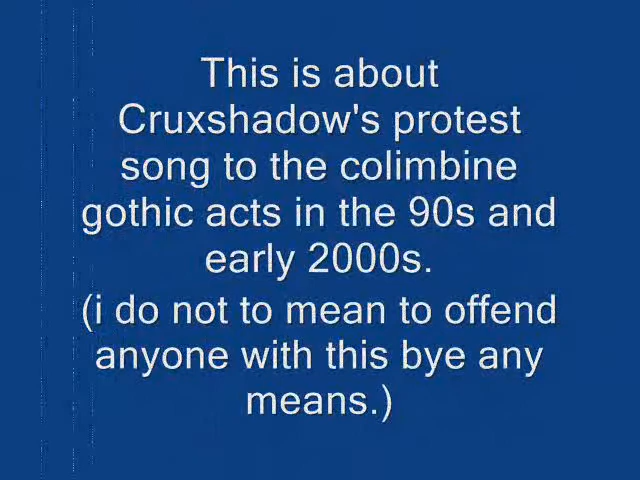 This is about
Cruxshadow's protest
song to the colimbine
gothic acts in the 90s and
early 2000s.
(i do not to mean to offend
anyone with this bye any
means.)